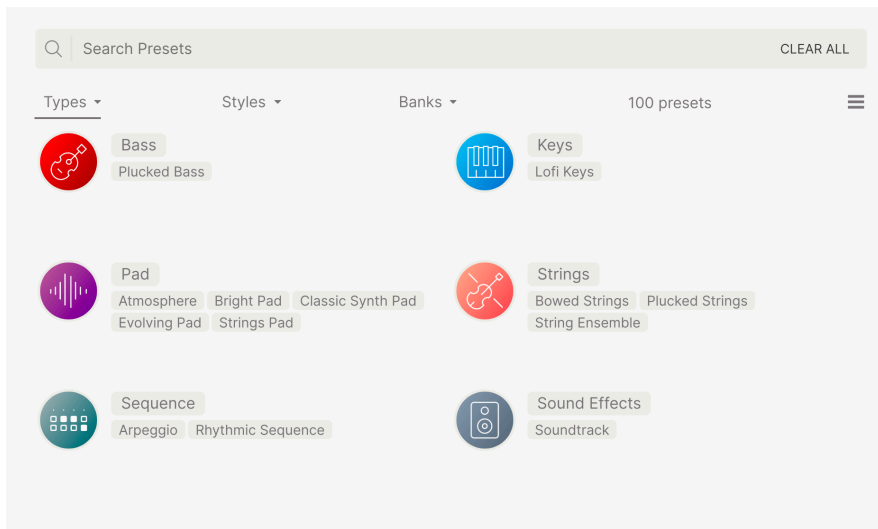 Search Presets
CLEAR ALL
Types
Styles
Banks
100 presets
Bass
Plucked Bass
Keys
Lofi Keys
Pad
Atmosphere Bright Pad Classic Synth Pad
Evolving Pad Strings Pad
Strings
Bowed Strings Plucked Strings
String Ensemble
Sequence
Arpeggio Rhythmic Sequence
Sound Effects
Soundtrack